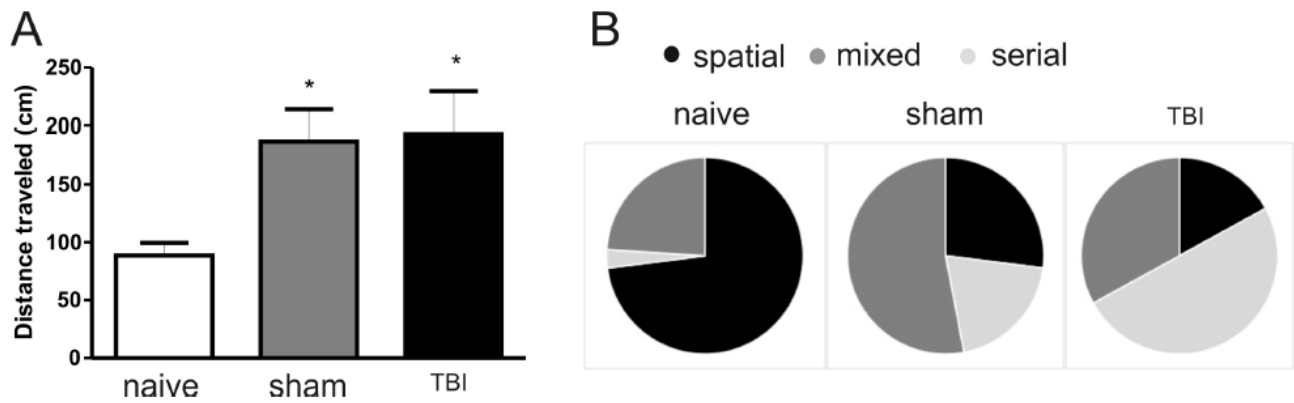 A
Distance traveled (cm)
250
200
150
100
50
0
*
*
naive
sham
TBI
B
spatial mixed serial
naive sham TBI